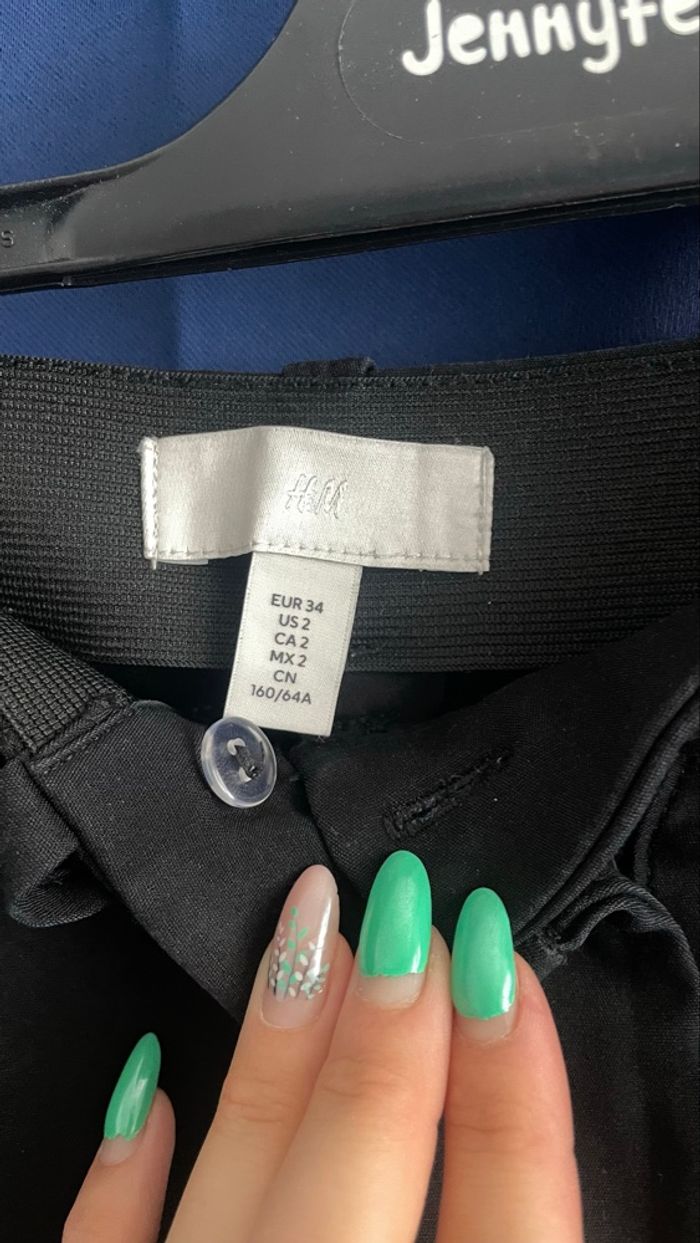 Jennyfe
S
H&M
EUR 34
US 2
CA 2
MX 2
CN
160/64A